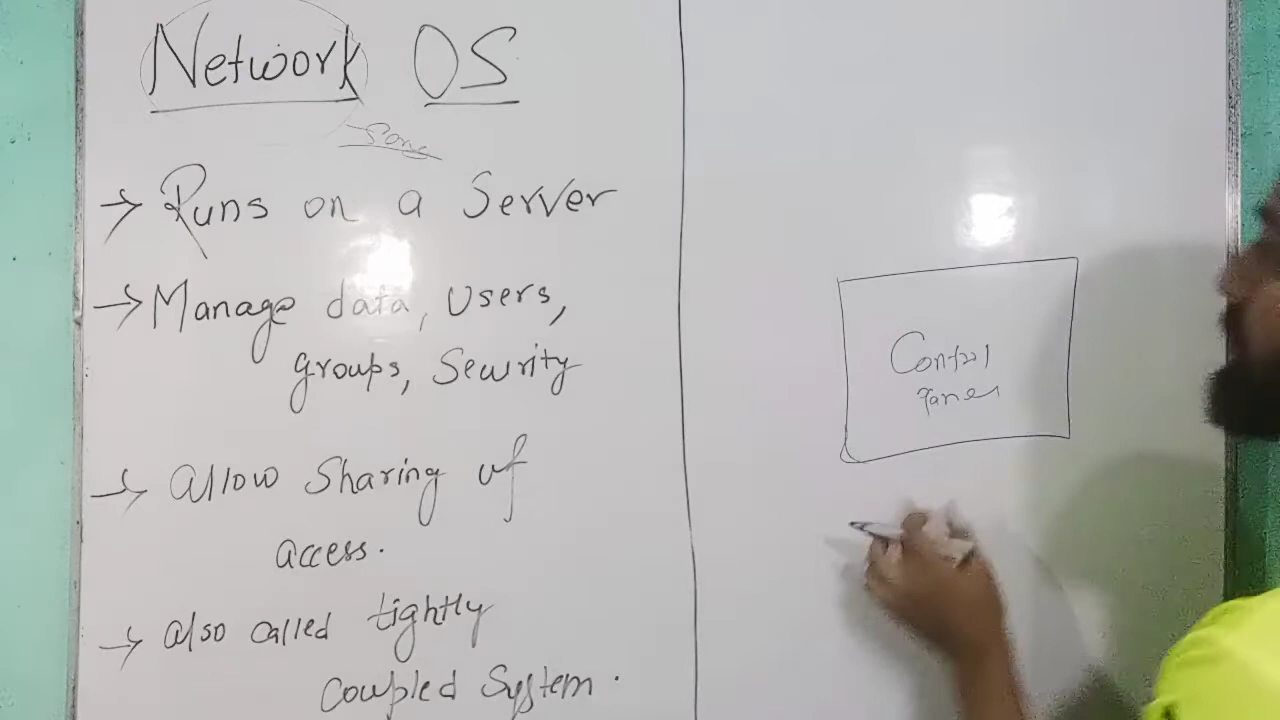 Network OS
→ Runs on a Server
→ Manage data, Users,
groups, Security
→ Allow Sharing of
access.
→ also called tightly
coupled System.
Control